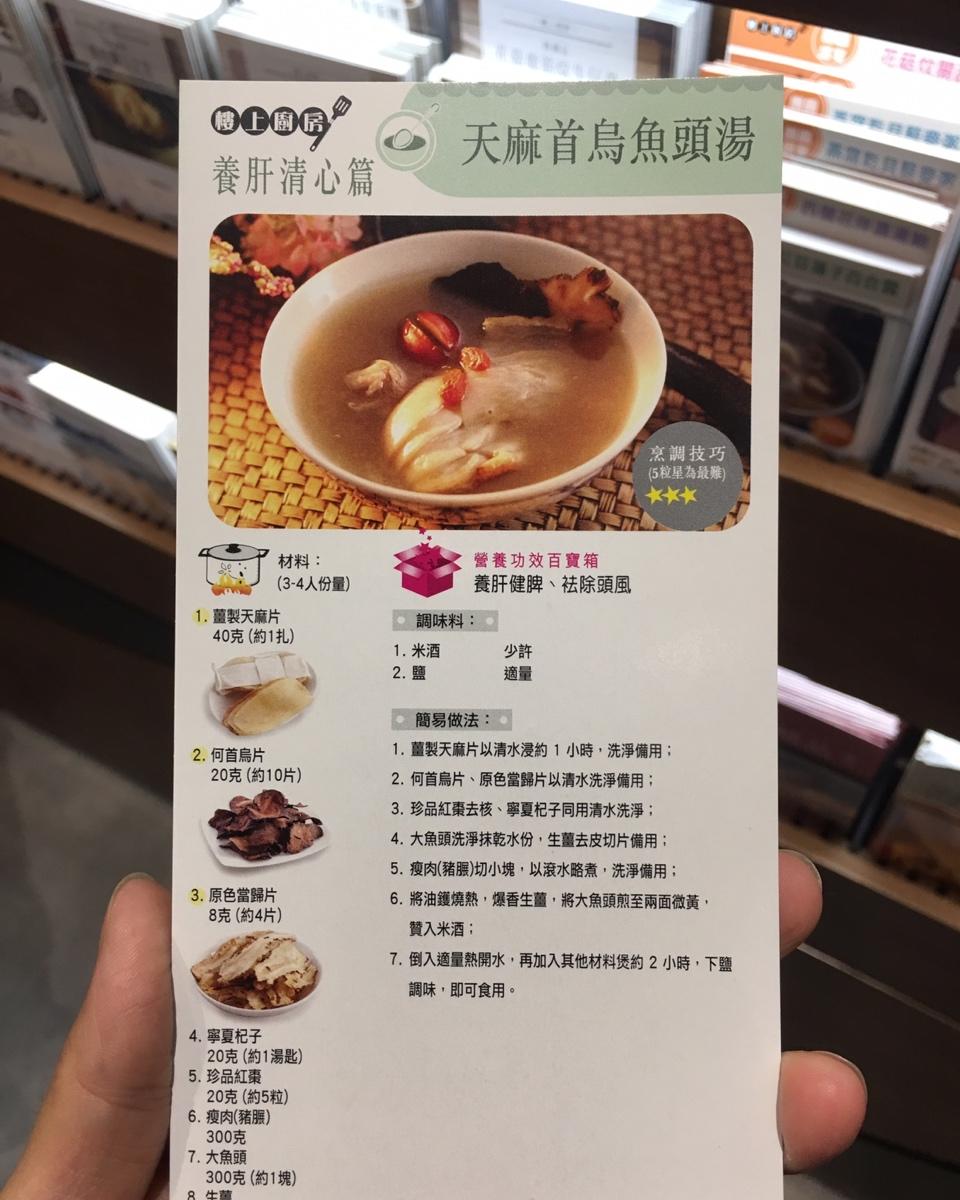 樓上廚房
養肝清心篇
天麻首烏魚頭湯
烹調技巧
(5粒星為最難)
材料：
(3-4人份量)
營養功效百寶箱
養肝健脾、祛除頭風
1. 薑製天麻片
40克 (約1扎)
2. 何首烏片
20克 (約10片)
3. 原色當歸片
8克 (約4片)
4. 寧夏杞子
20克 (約1湯匙)
5. 珍品紅棗
20克 (約5粒)
6. 瘦肉(豬𦟌)
300克
7. 大魚頭
300克 (約1塊)
8. 生薑
調味料：
1. 米酒 少許
2. 鹽 適量
簡易做法：
1. 薑製天麻片以清水浸約 1 小時，洗淨備用；
2. 何首烏片、原色當歸片以清水洗淨備用；
3. 珍品紅棗去核、寧夏杞子同用清水洗淨；
4. 大魚頭洗淨抹乾水份，生薑去皮切片備用；
5. 瘦肉(豬𦟌)切小塊，以滾水略煮，洗淨備用；
6. 將油鑊燒熱，爆香生薑，將大魚頭煎至兩面微黃，
贊入米酒；
7. 倒入適量熱開水，再加入其他材料煲約 2 小時，下鹽
調味，即可食用。